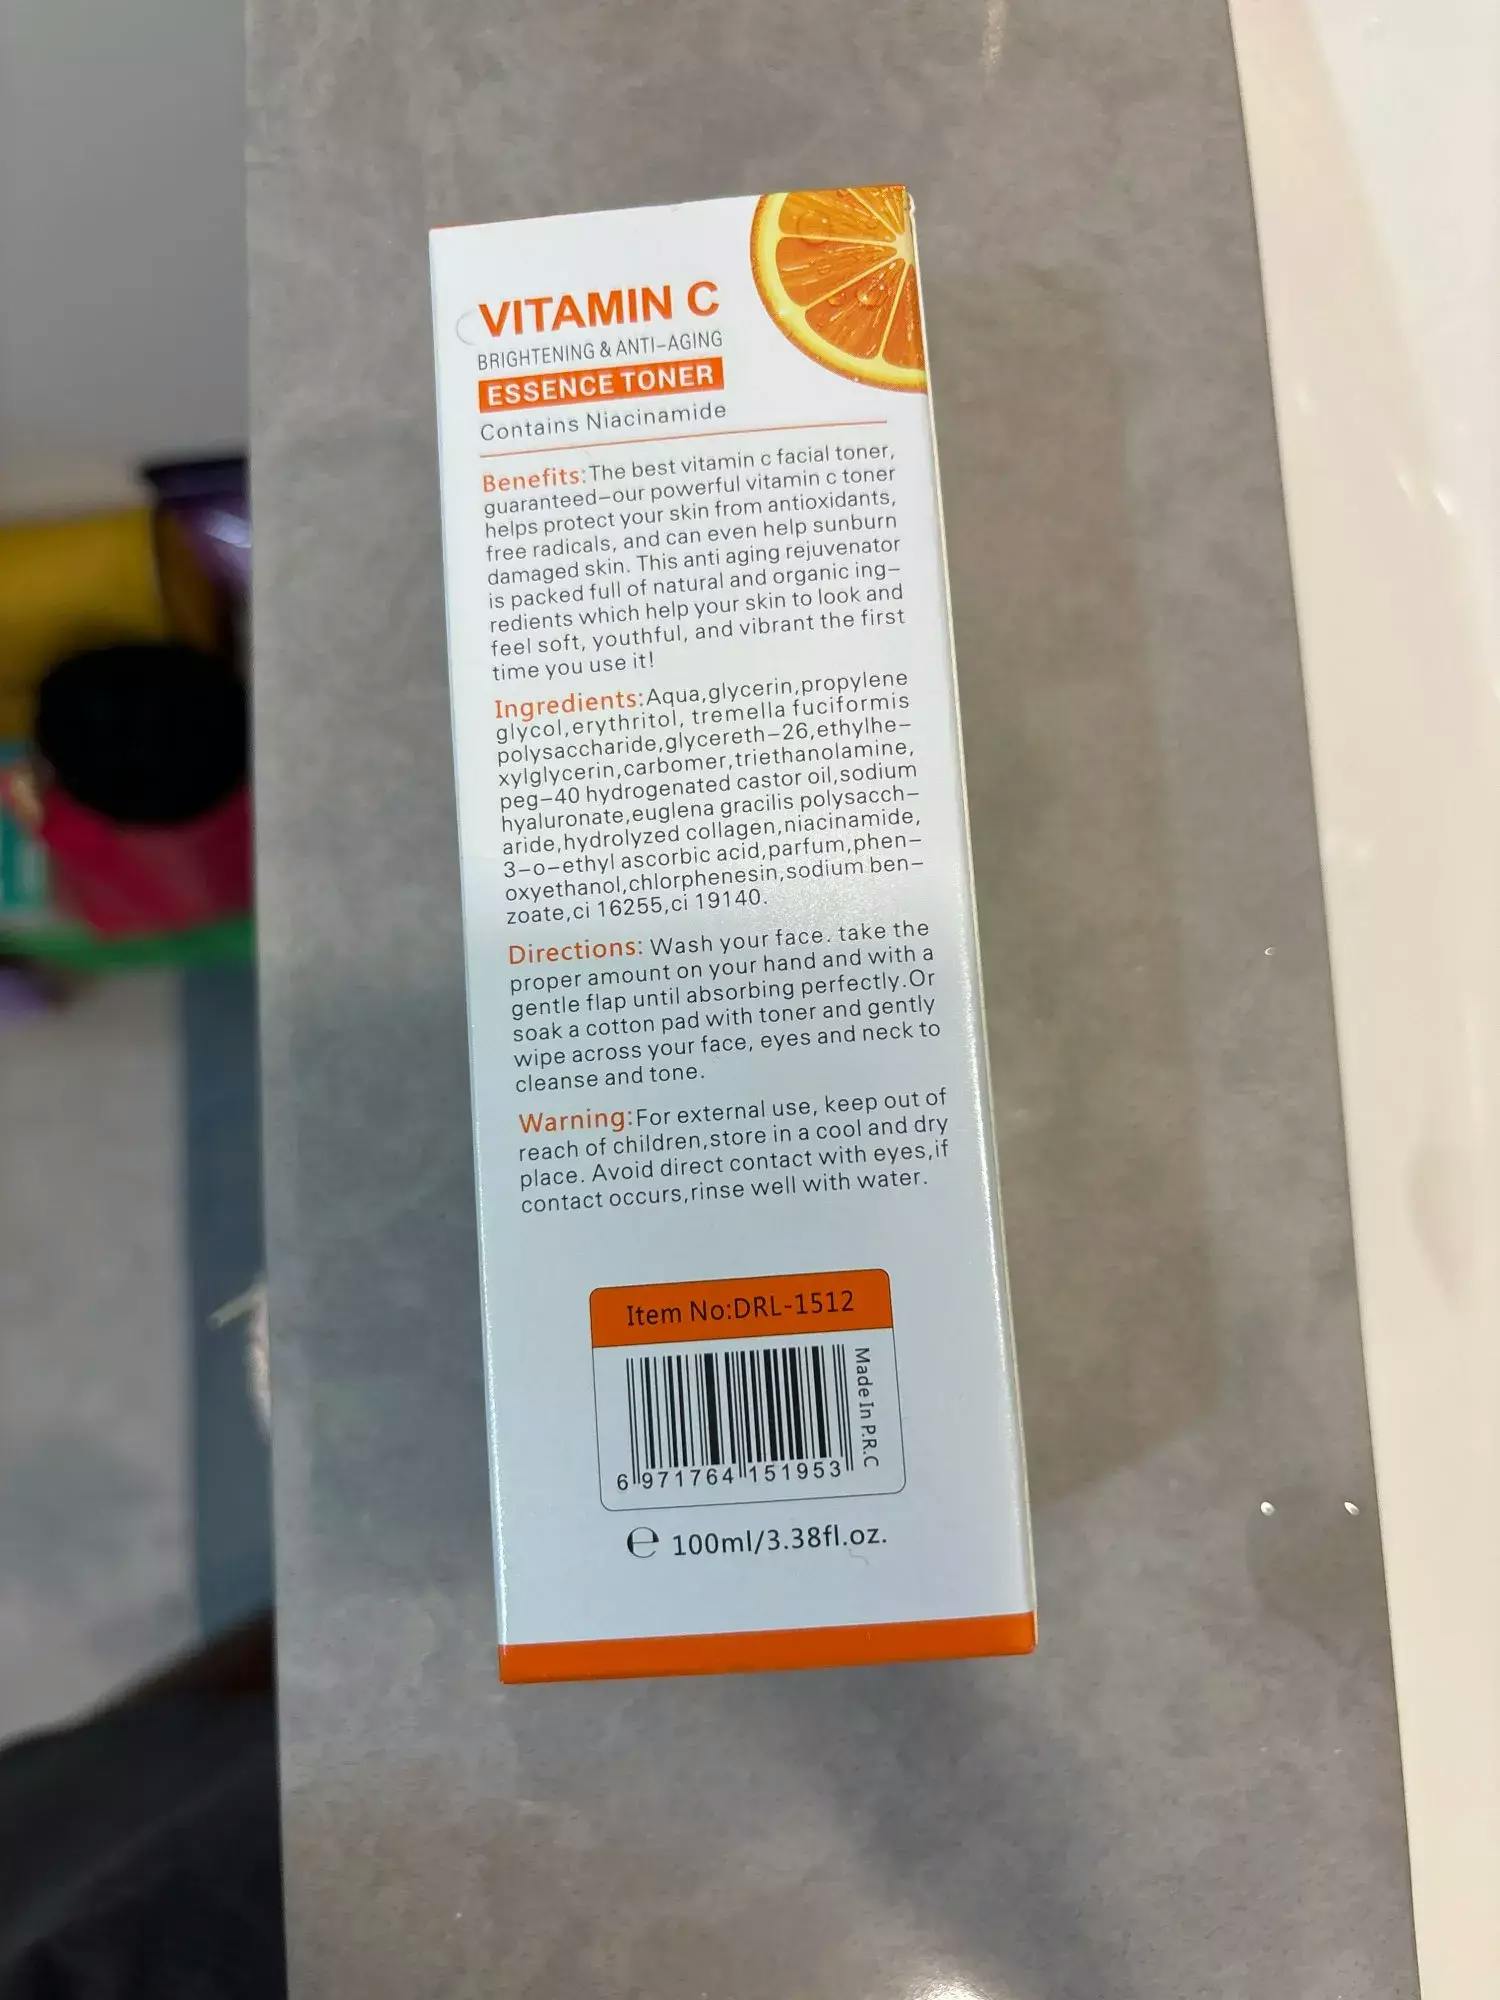 VITAMIN C
BRIGHTENING & ANTI-AGING
ESSENCE TONER
Contains Niacinamide
Benefits:The best vitamin c facial toner,
guaranteed-our powerful vitamin c toner
helps protect your skin from antioxidants,
free radicals, and can even help sunburn
damaged skin. This anti aging rejuvenator
is packed full of natural and organic ing-
redients which help your skin to look and
feel soft, youthful, and vibrant the first
time you use it!
Ingredients:Aqua,glycerin,propylene
glycol,erythritol, tremella fuciformis
polysaccharide,glycereth-26,ethylhe-
xylglycerin,carbomer,triethanolamine,
peg-40 hydrogenated castor oil,sodium
hyaluronate,euglena gracilis polysacch-
aride,hydrolyzed collagen,niacinamide,
3-o-ethyl ascorbic acid,parfum,phen-
oxyethanol,chlorphenesin,sodium ben-
zoate,ci 16255,ci 19140.
Directions: Wash your face. take the
proper amount on your hand and with a
gentle flap until absorbing perfectly.Or
soak a cotton pad with toner and gently
wipe across your face, eyes and neck to
cleanse and tone.
Warning:For external use, keep out of
reach of children,store in a cool and dry
place. Avoid direct contact with eyes,if
contact occurs,rinse well with water.
Item No:DRL-1512
Made In P.R.C
6 971764 151953
℮ 100ml/3.38fl.oz.